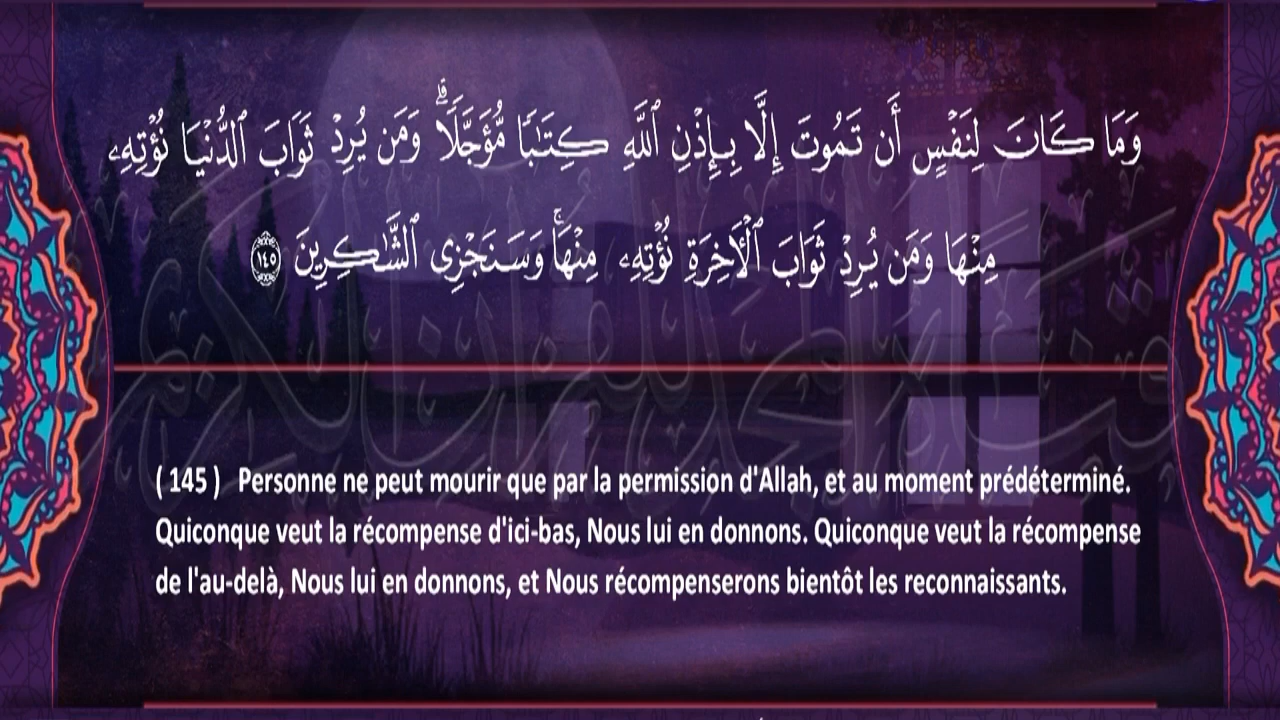 وَمَا كَانَ لِنَفْسٍ أَن تَمُوتَ إِلَّا بِإِذْنِ ٱللَّهِ كِتَـٰبًا مُّؤَجَّلًا ۗ وَمَن يُرِدْ ثَوَابَ ٱلدُّنْيَا نُؤْتِهِۦ
مِنْهَا وَمَن يُرِدْ ثَوَابَ ٱلْـَٔاخِرَةِ نُؤْتِهِۦ مِنْهَا ۚ وَسَنَجْزِى ٱلشَّـٰكِرِينَ ١٤٥
( 145 ) Personne ne peut mourir que par la permission d'Allah, et au moment prédéterminé.
Quiconque veut la récompense d'ici-bas, Nous lui en donnons. Quiconque veut la récompense
de l'au-delà, Nous lui en donnons, et Nous récompenserons bientôt les reconnaissants.